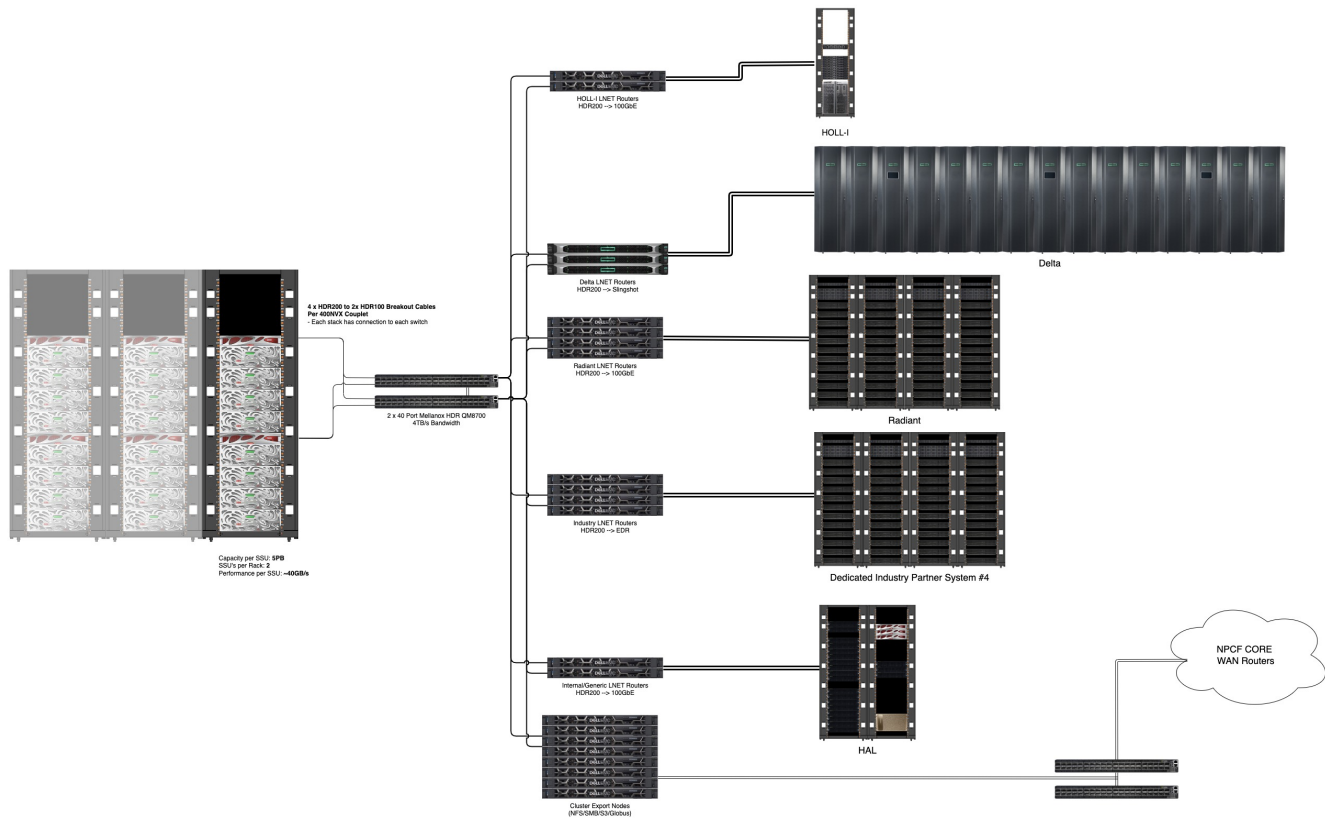 HOLL-I LNET Routers
HDR200 --> 100GbE
HOLL-I
Delta
Delta LNET Routers
HDR200 --> Slingshot
4 x HDR200 to 2x HDR100 Breakout Cables
Per 400NVX Couplet
- Each stack has connection to each switch
Radiant LNET Routers
HDR200 --> 100GbE
Radiant
2 x 40 Port Mellanox HDR QM8700
4TB/s Bandwidth
Industry LNET Routers
HDR200 --> EDR
Dedicated Industry Partner System #4
Capacity per SSU: 5PB
SSU's per Rack: 2
Performance per SSU: ~40GB/s
Internal/Generic LNET Routers
HDR200 --> 100GbE
HAL
NPCF CORE
WAN Routers
Cluster Export Nodes
(NFS/SMB/S3/Globus)